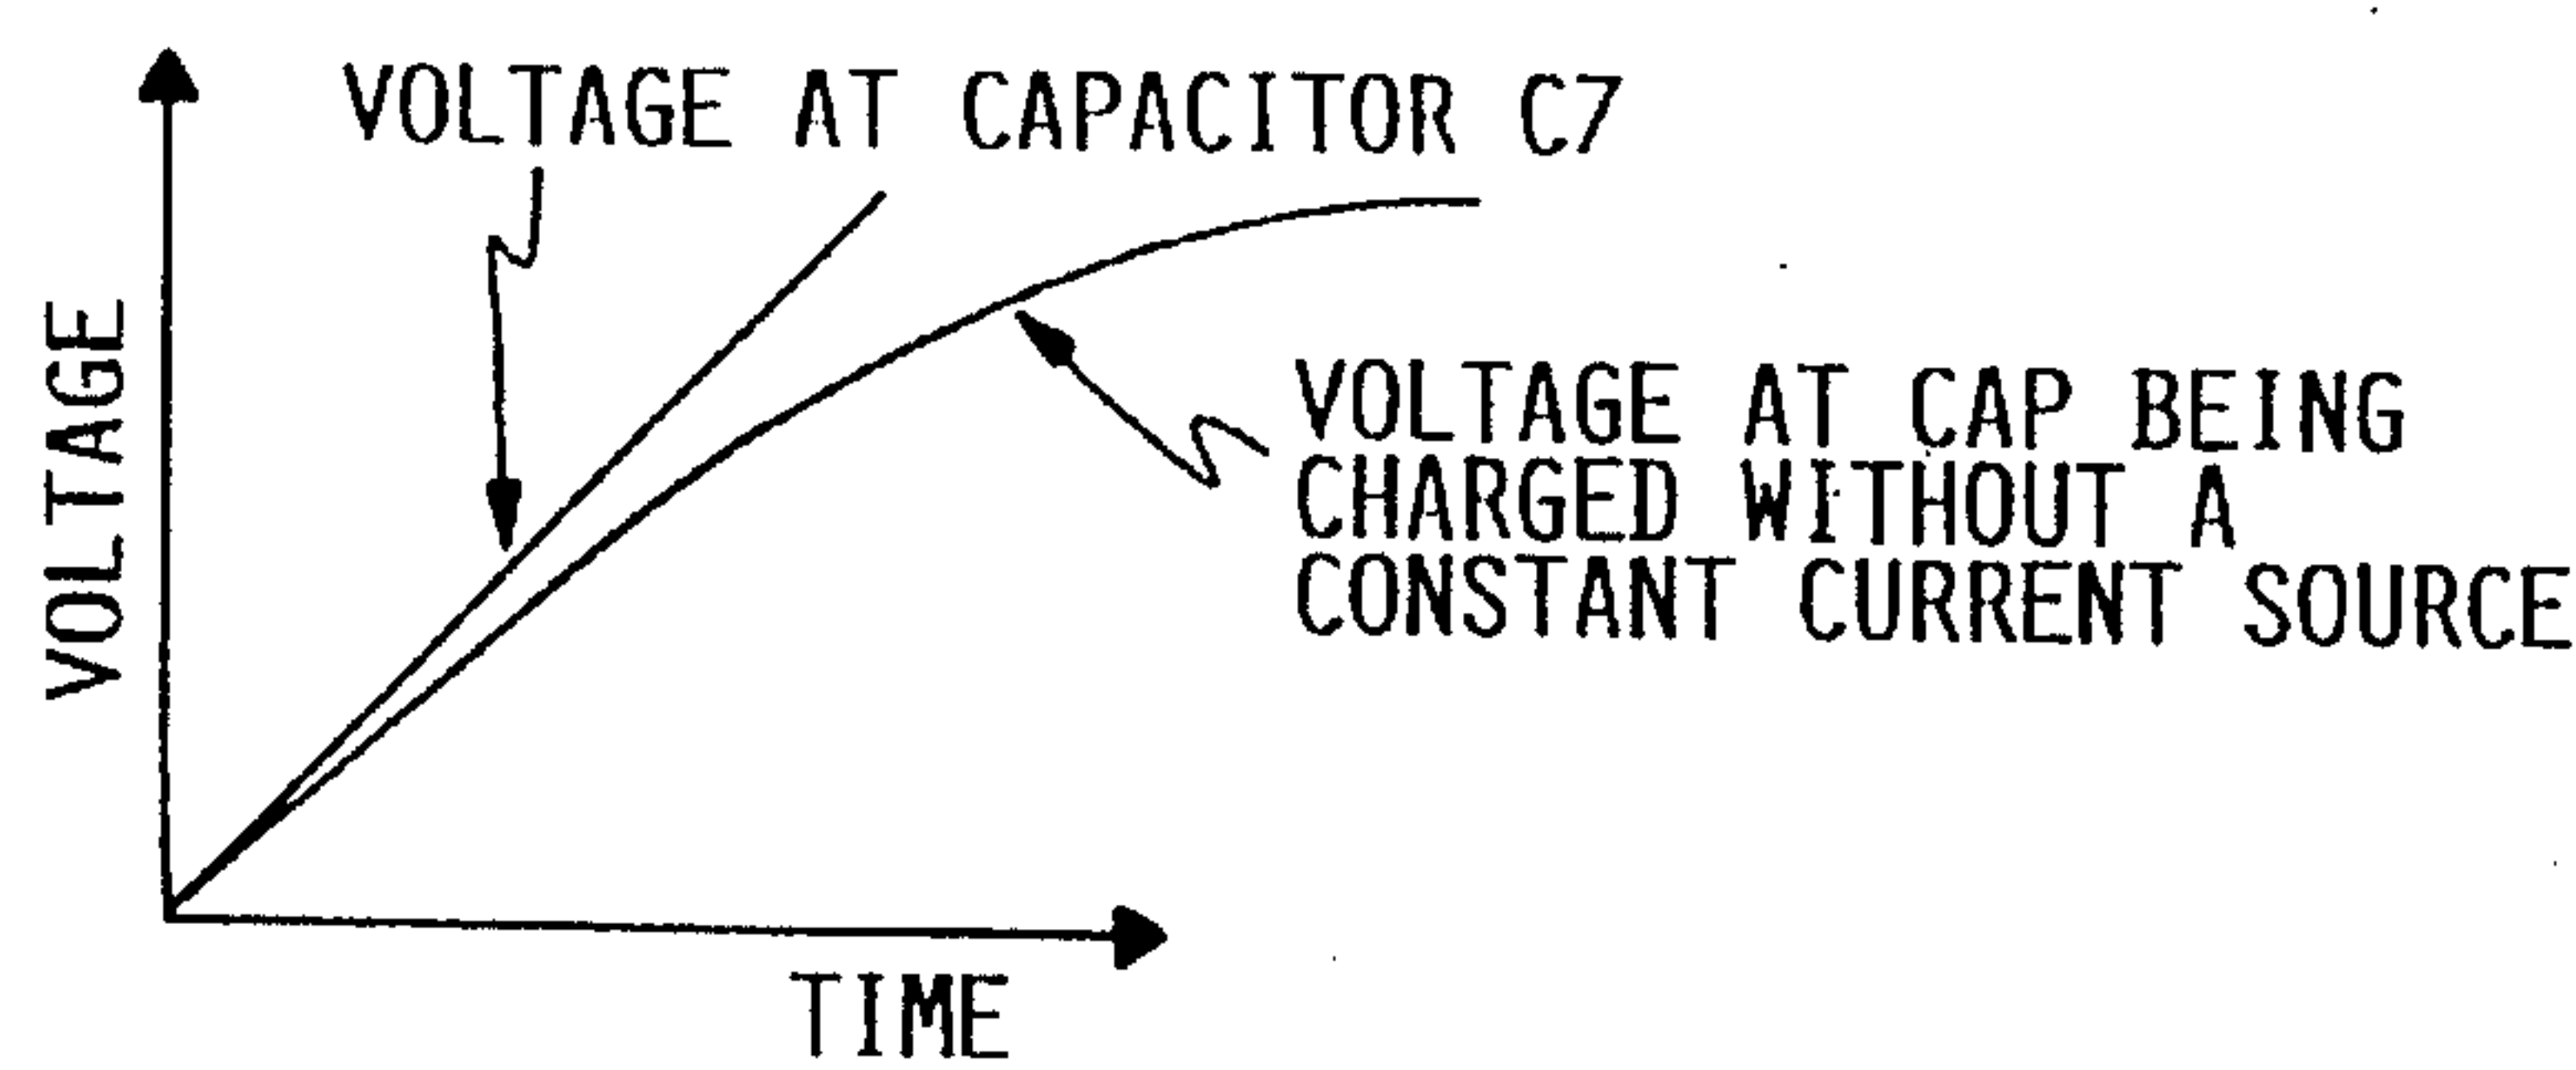 VOLTAGE AT CAPACITOR C7
VOLTAGE
VOLTAGE AT CAP BEING
CHARGED WITHOUT A
CONSTANT CURRENT SOURCE
TIME